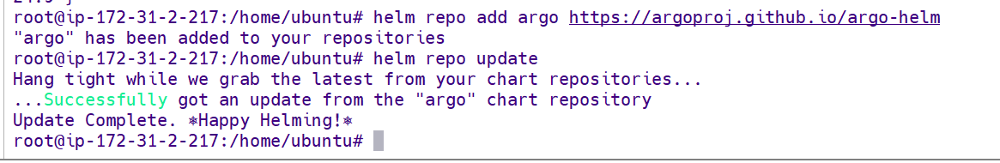 root@ip-172-31-2-217:/home/ubuntu# helm repo add argo https://argoproj.github.io/argo-helm
"argo" has been added to your repositories
root@ip-172-31-2-217:/home/ubuntu# helm repo update
Hang tight while we grab the latest from your chart repositories...
...Successfully got an update from the "argo" chart repository
Update Complete. ⎈Happy Helming!⎈
root@ip-172-31-2-217:/home/ubuntu#